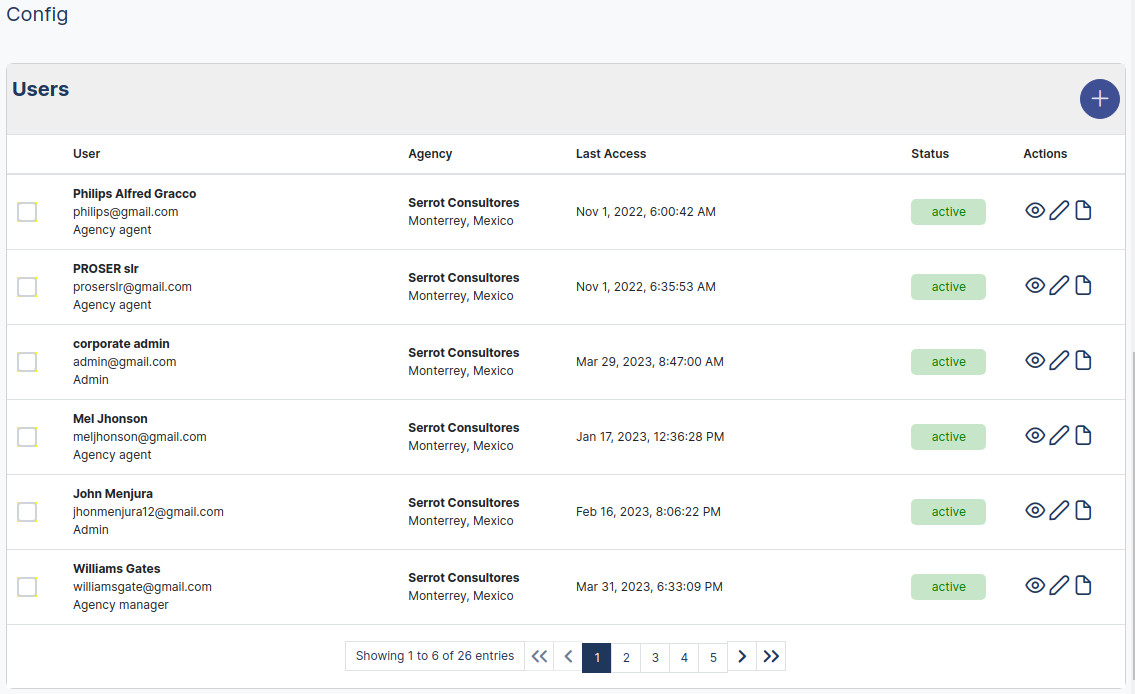 Config
Users
User Agency Last Access Status Actions
Philips Alfred Gracco
philips@gmail.com
Agency agent
Serrot Consultores
Monterrey, Mexico
Nov 1, 2022, 6:00:42 AM
active
PROSER slr
proserslr@gmail.com
Agency agent
Serrot Consultores
Monterrey, Mexico
Nov 1, 2022, 6:35:53 AM
active
corporate admin
admin@gmail.com
Admin
Serrot Consultores
Monterrey, Mexico
Mar 29, 2023, 8:47:00 AM
active
Mel Jhonson
meljhonson@gmail.com
Agency agent
Serrot Consultores
Monterrey, Mexico
Jan 17, 2023, 12:36:28 PM
active
John Menjura
jhonmenjura12@gmail.com
Admin
Serrot Consultores
Monterrey, Mexico
Feb 16, 2023, 8:06:22 PM
active
Williams Gates
williamsgate@gmail.com
Agency manager
Serrot Consultores
Monterrey, Mexico
Mar 31, 2023, 6:33:09 PM
active
Showing 1 to 6 of 26 entries 1 2 3 4 5